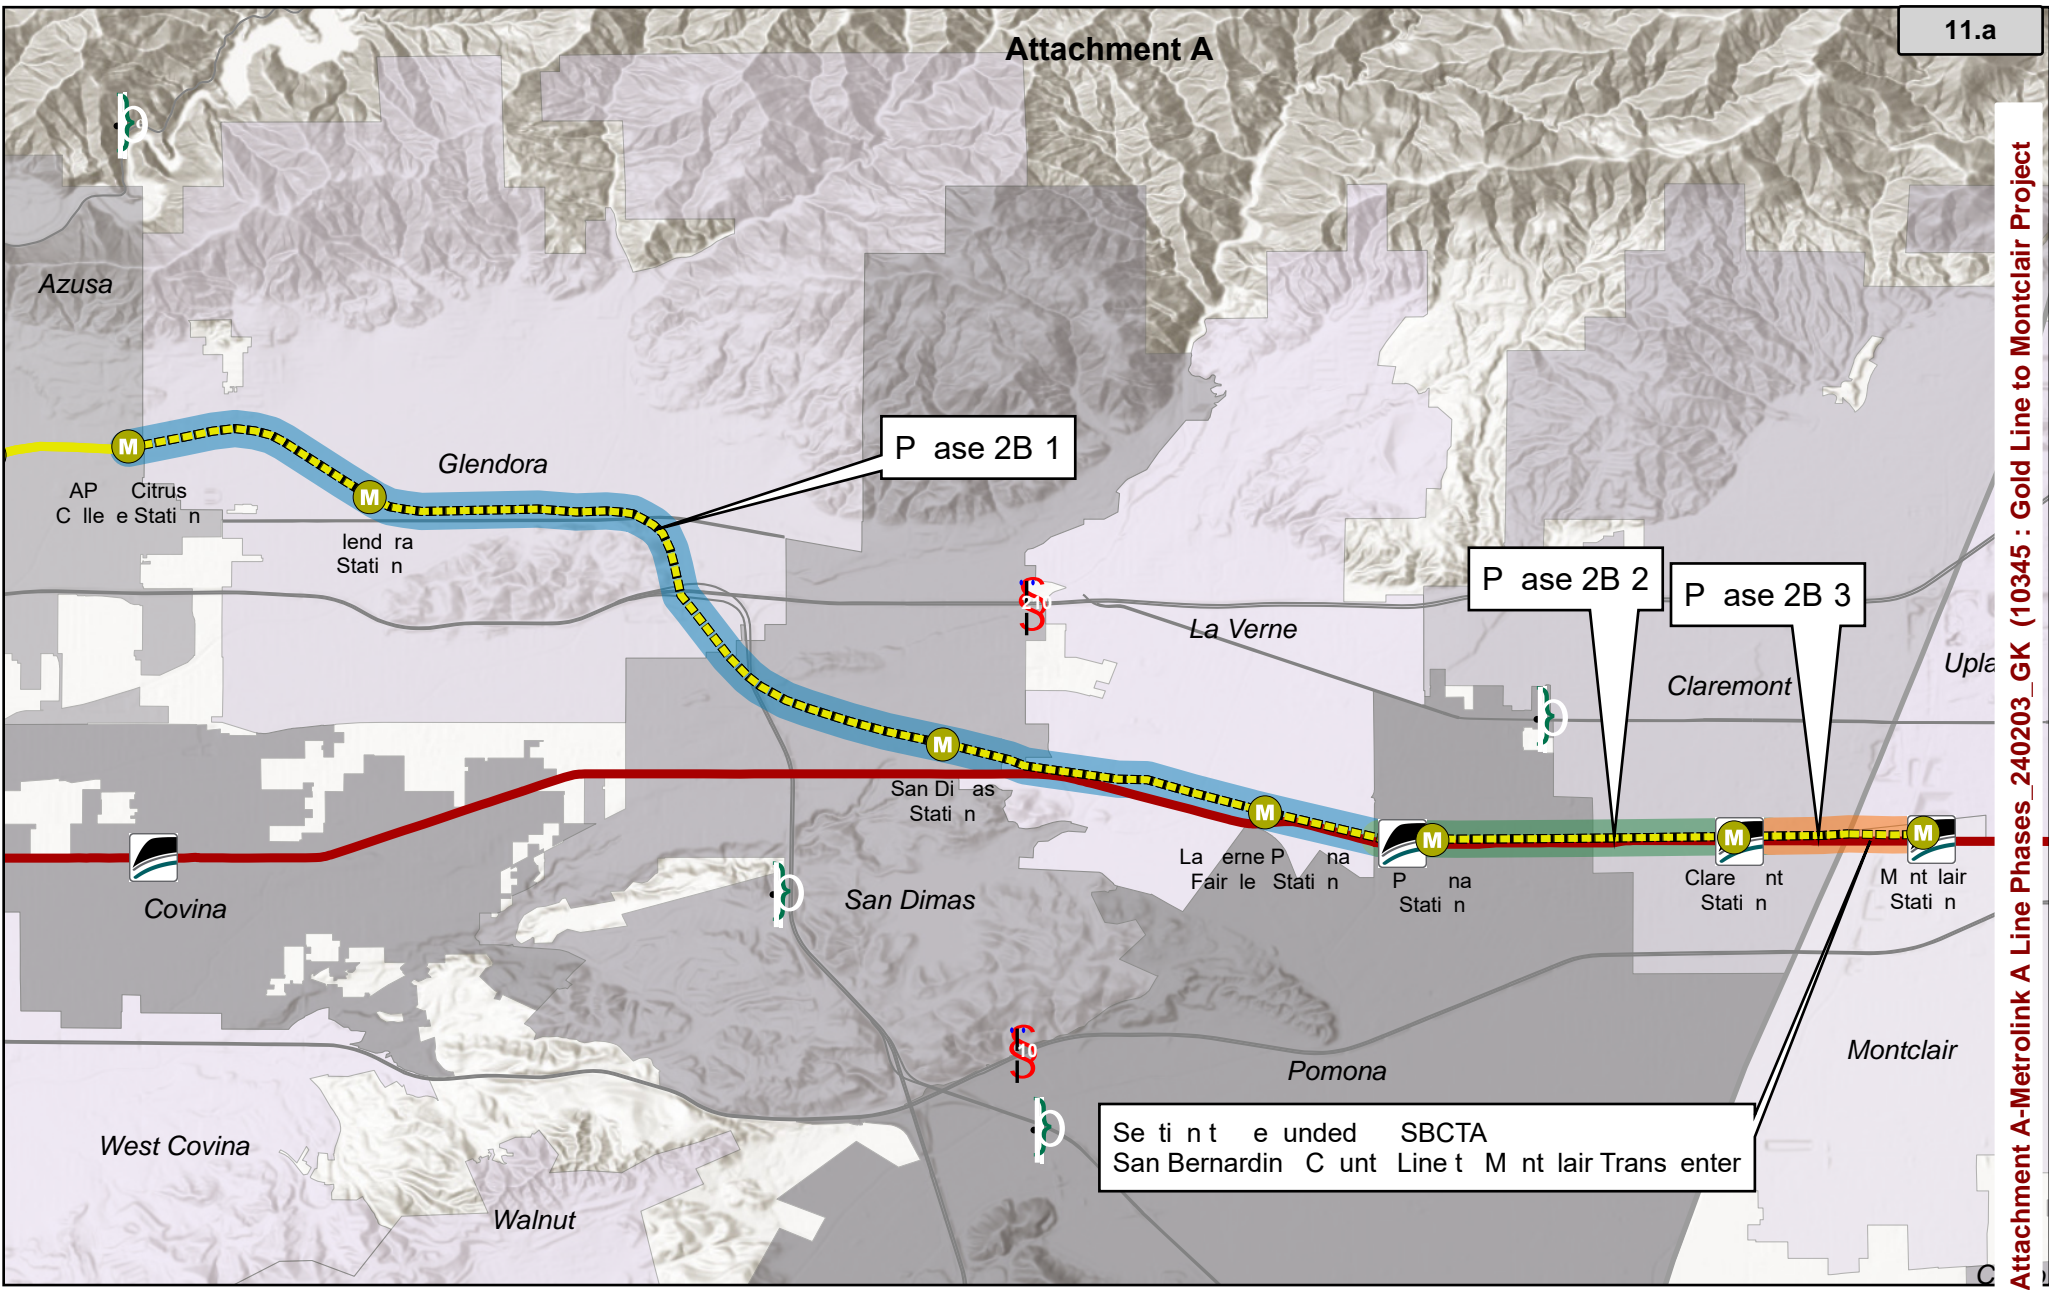 11.a
Attachment A
Azusa
Glendora
P ase 2B 1
AP Citrus
C lle e Stati n
lend ra
Stati n
P ase 2B 2
P ase 2B 3
210
La Verne
Claremont
Upla
San Di as
Stati n
La erne P na
Fair le Stati n
P na
Stati n
Clare nt
Stati n
M nt lair
Stati n
Covina
San Dimas
10
Pomona
Montclair
West Covina
Walnut
Se ti n t e unded SBCTA
San Bernardin C unt Line t M nt lair Trans enter
Attachment A-Metrolink A Line Phases_240203_GK (10345 : Gold Line to Montclair Project
M
M
M
M
M
M
M